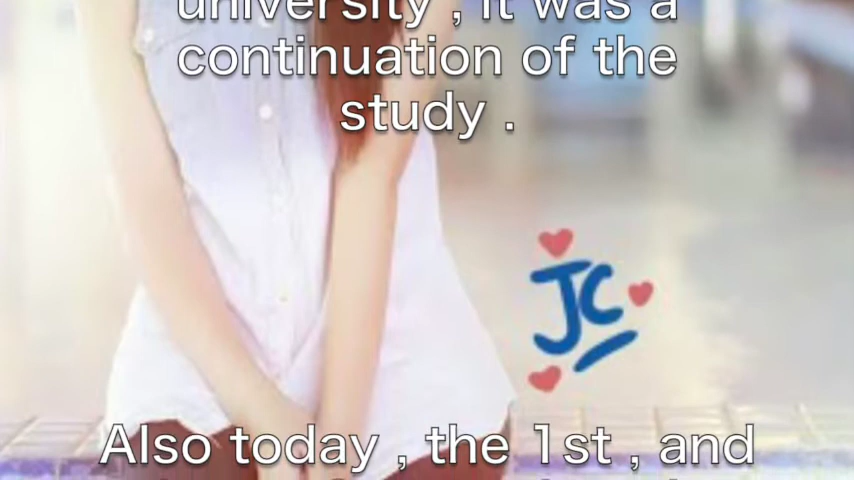 university , it was a
continuation of the
study .
JC
Also today , the 1st , and